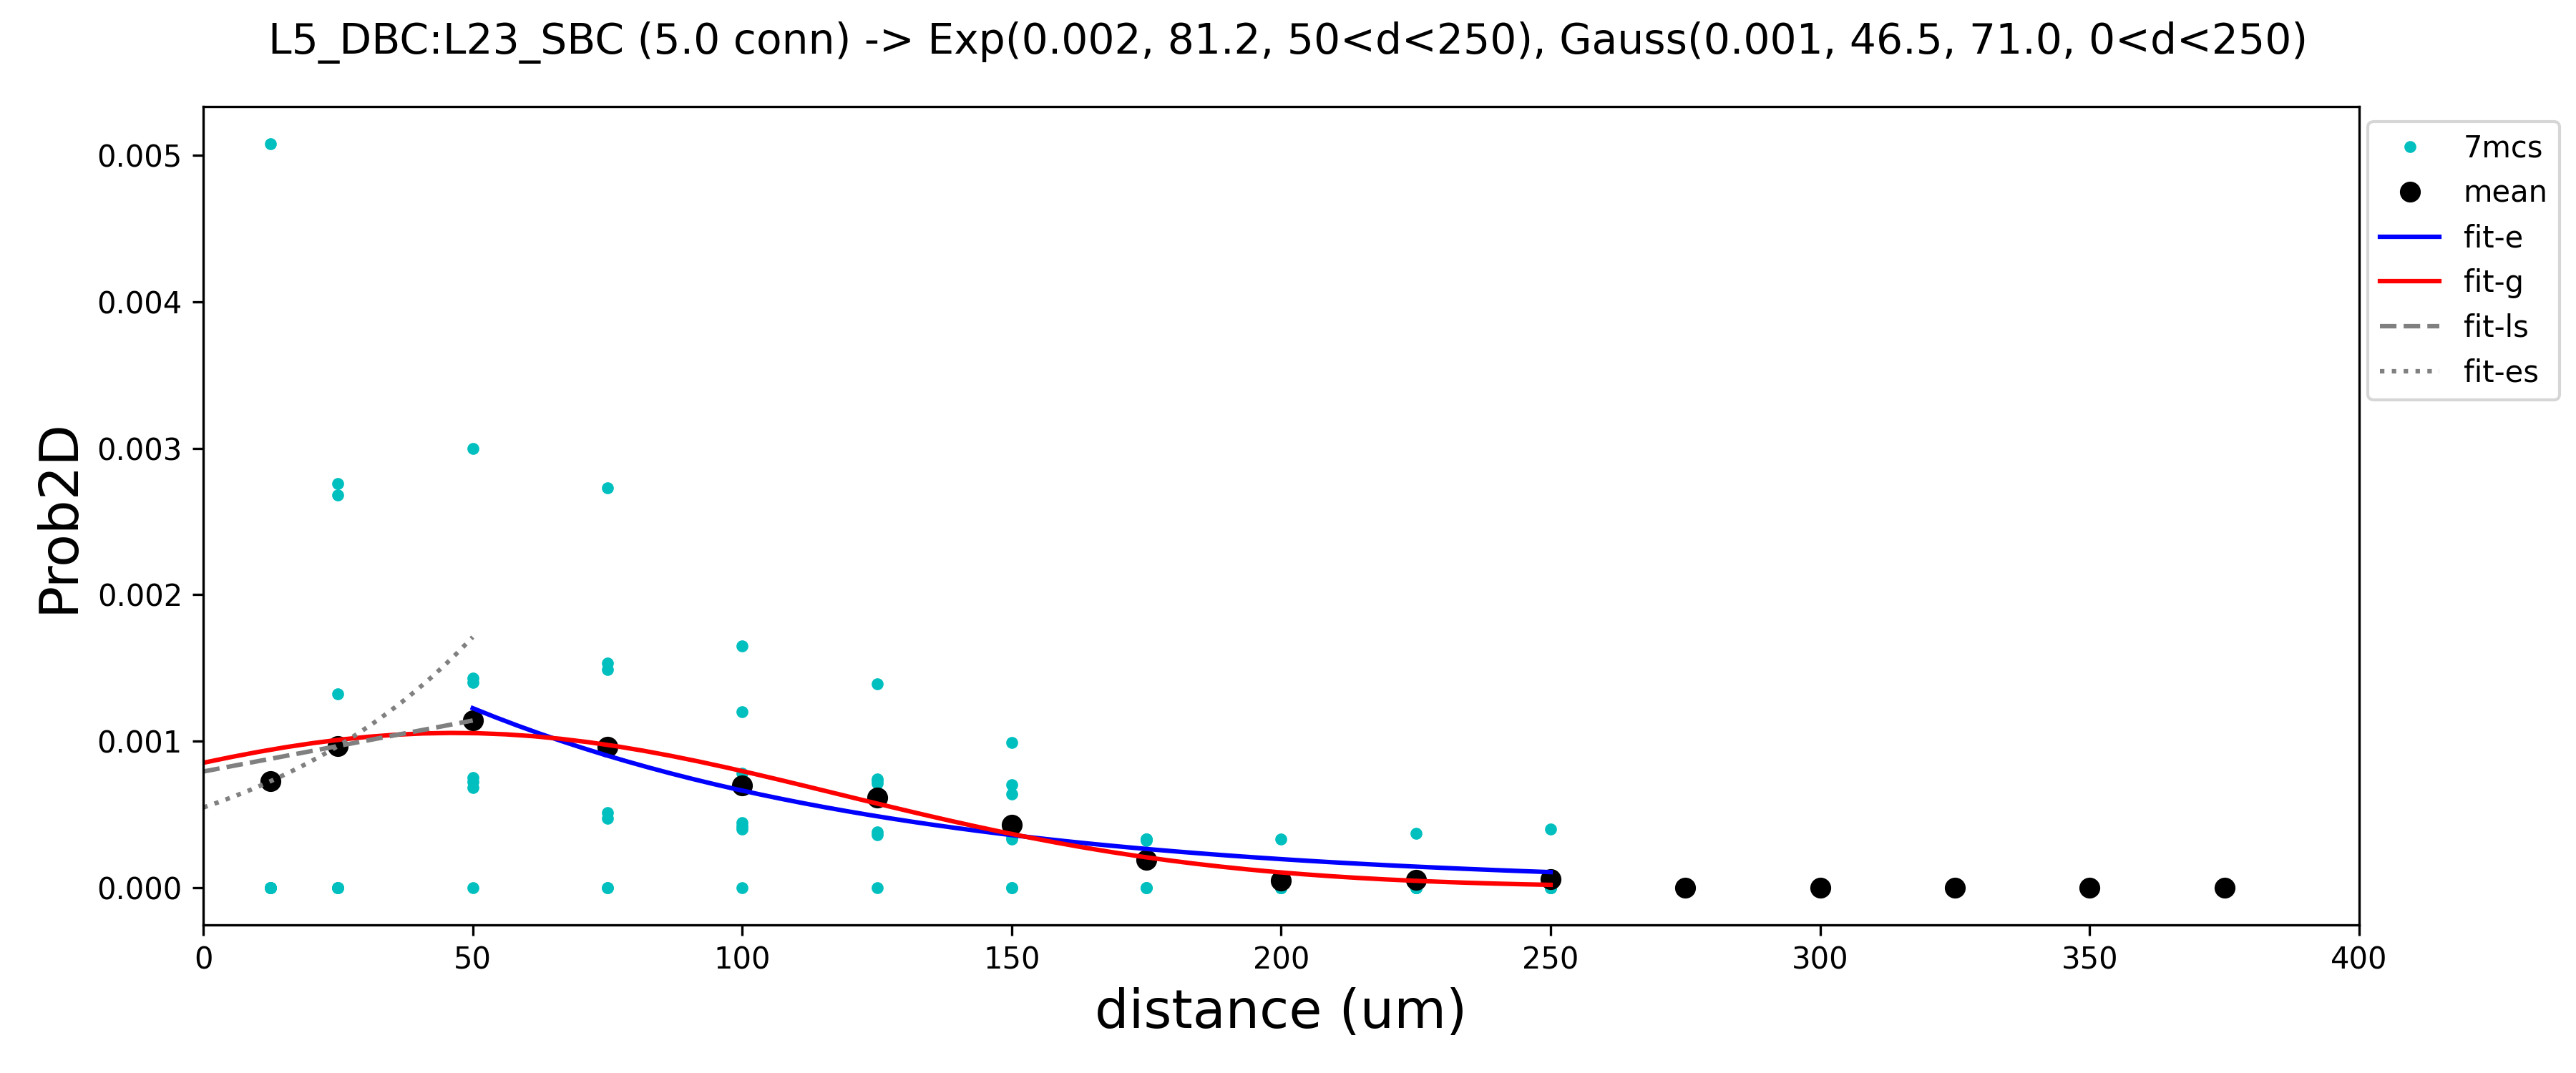 L5_DBC:L23_SBC (5.0 conn) -> Exp(0.002, 81.2, 50<d<250), Gauss(0.001, 46.5, 71.0, 0<d<250)
Prob2D
0.005
0.004
0.003
0.002
0.001
0.000
0 50 100 150 200 250 300 350 400
distance (um)
7mcs
mean
fit-e
fit-g
fit-ls
fit-es